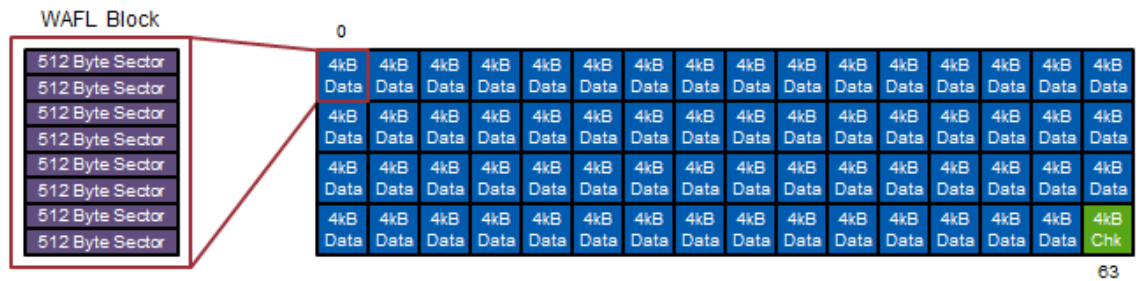 WAFL Block
512 Byte Sector
512 Byte Sector
512 Byte Sector
512 Byte Sector
512 Byte Sector
512 Byte Sector
512 Byte Sector
512 Byte Sector
0
4kB 4kB 4kB 4kB 4kB 4kB 4kB 4kB 4kB 4kB 4kB 4kB 4kB 4kB 4kB 4kB
Data Data Data Data Data Data Data Data Data Data Data Data Data Data Data Data
4kB 4kB 4kB 4kB 4kB 4kB 4kB 4kB 4kB 4kB 4kB 4kB 4kB 4kB 4kB 4kB
Data Data Data Data Data Data Data Data Data Data Data Data Data Data Data Data
4kB 4kB 4kB 4kB 4kB 4kB 4kB 4kB 4kB 4kB 4kB 4kB 4kB 4kB 4kB 4kB
Data Data Data Data Data Data Data Data Data Data Data Data Data Data Data Data
4kB 4kB 4kB 4kB 4kB 4kB 4kB 4kB 4kB 4kB 4kB 4kB 4kB 4kB 4kB 4kB
Data Data Data Data Data Data Data Data Data Data Data Data Data Data Data Chk
63